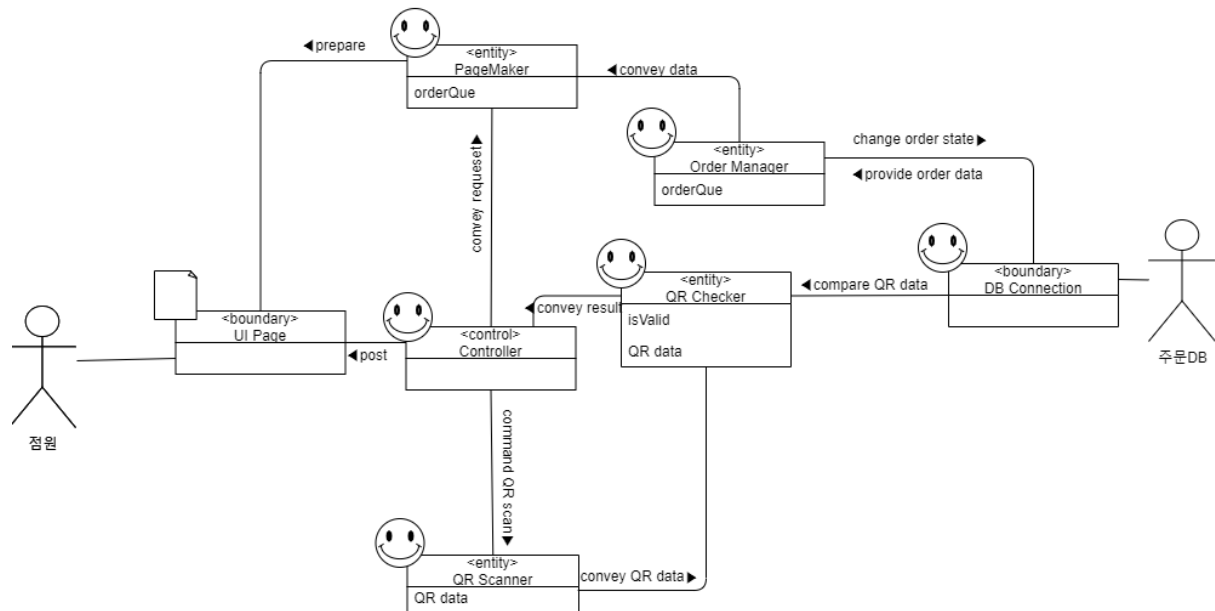 ◀prepare
<entity>
PageMaker
orderQue
◀convey data
<entity>
Order Manager
orderQue
change order state▶
◀provide order data
convey requeset▶
<boundary>
UI Page
◀post
<control>
Controller
◀convey result
<entity>
QR Checker
isValid
QR data
◀compare QR data
<boundary>
DB Connection
점원
주문DB
command QR scan▶
<entity>
QR Scanner
QR data
convey QR data▶